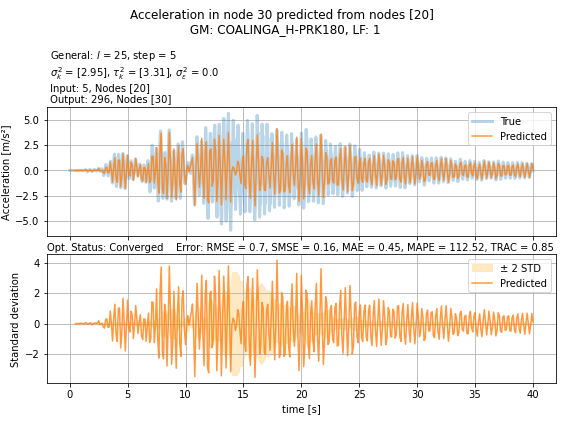 Acceleration in node 30 predicted from nodes [20]
GM: COALINGA_H-PRK180, LF: 1
General: l = 25, step = 5
σ²ₖ = [2.95], τ²ₖ = [3.31], σ²ε = 0.0
Input: 5, Nodes [20]
Output: 296, Nodes [30]
Acceleration [m/s²]
5.0
2.5
0.0
−2.5
−5.0
True
Predicted
Opt. Status: Converged Error: RMSE = 0.7, SMSE = 0.16, MAE = 0.45, MAPE = 112.52, TRAC = 0.85
Standard deviation
4
2
0
−2
± 2 STD
Predicted
0 5 10 15 20 25 30 35 40
time [s]